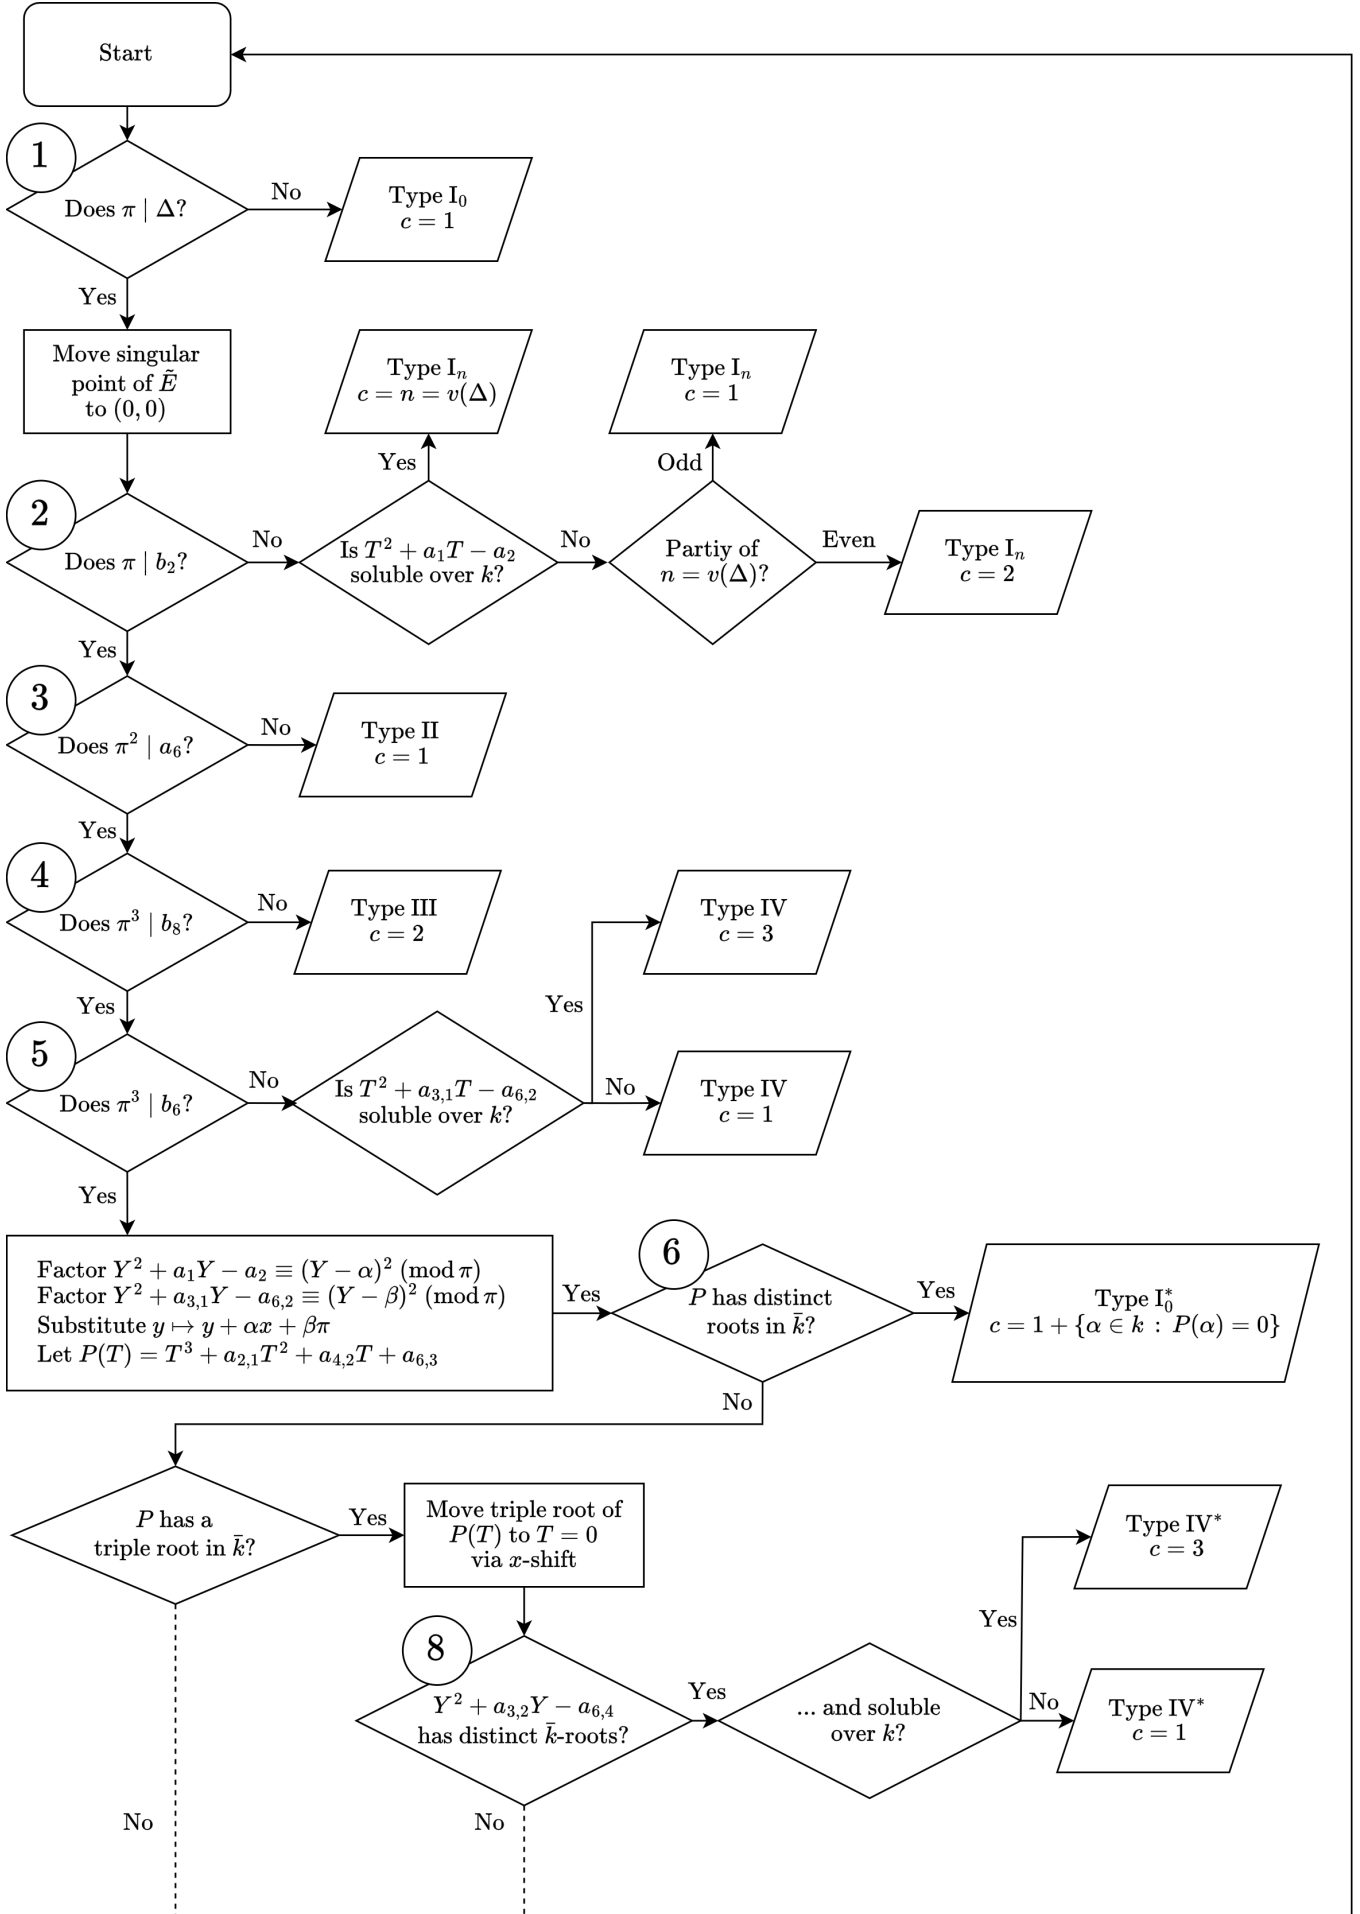 Start
1
Does π | Δ?
No
Type I₀
c = 1
Yes
Move singular
point of Ẽ
to (0, 0)
Type Iₙ
c = n = v(Δ)
Type Iₙ
c = 1
Yes
Odd
2
Does π | b₂?
No
Is T² + a₁T − a₂
soluble over k?
No
Partiy of
n = v(Δ)?
Even
Type Iₙ
c = 2
Yes
3
Does π² | a₆?
No
Type II
c = 1
Yes
4
Does π³ | b₈?
No
Type III
c = 2
Type IV
c = 3
Yes
Yes
5
Does π³ | b₆?
No
Is T² + a₃,₁T − a₆,₂
soluble over k?
No
Type IV
c = 1
Yes
Factor Y² + a₁Y − a₂ ≡ (Y − α)² (mod π)
Factor Y² + a₃,₁Y − a₆,₂ ≡ (Y − β)² (mod π)
Substitute y ↦ y + αx + βπ
Let P(T) = T³ + a₂,₁T² + a₄,₂T + a₆,₃
Yes
6
P has distinct
roots in k̄?
Yes
Type I₀*
c = 1 + {α ∈ k : P(α) = 0}
No
P has a
triple root in k̄?
Yes
Move triple root of
P(T) to T = 0
via x-shift
Type IV*
c = 3
Yes
8
Y² + a₃,₂Y − a₆,₄
has distinct k̄-roots?
Yes
... and soluble
over k?
No
Type IV*
c = 1
No
No